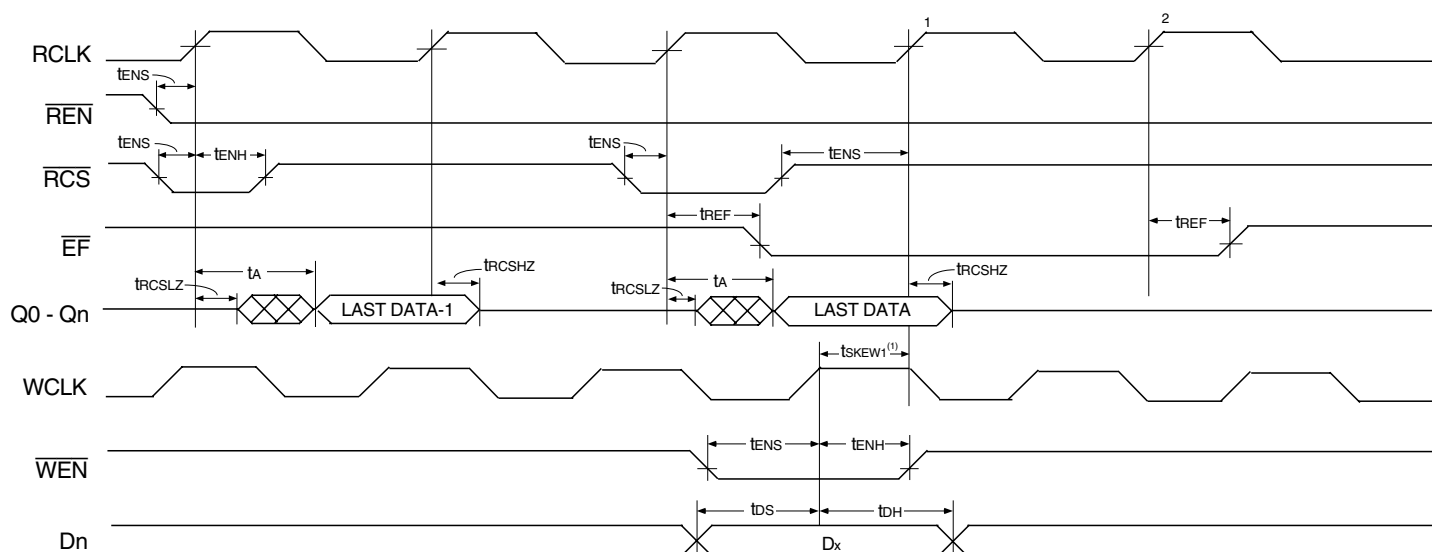 1
2
RCLK
tENS
REN
tENS
tENH
tENS
tENS
RCS
tREF
tREF
EF
tA
tRCSHZ
tA
tRCSHZ
tRCSLZ
tRCSLZ
Q0 - Qn
LAST DATA-1
LAST DATA
tSKEW1(1)
WCLK
tENS
tENH
WEN
tDS
tDH
Dn
Dx